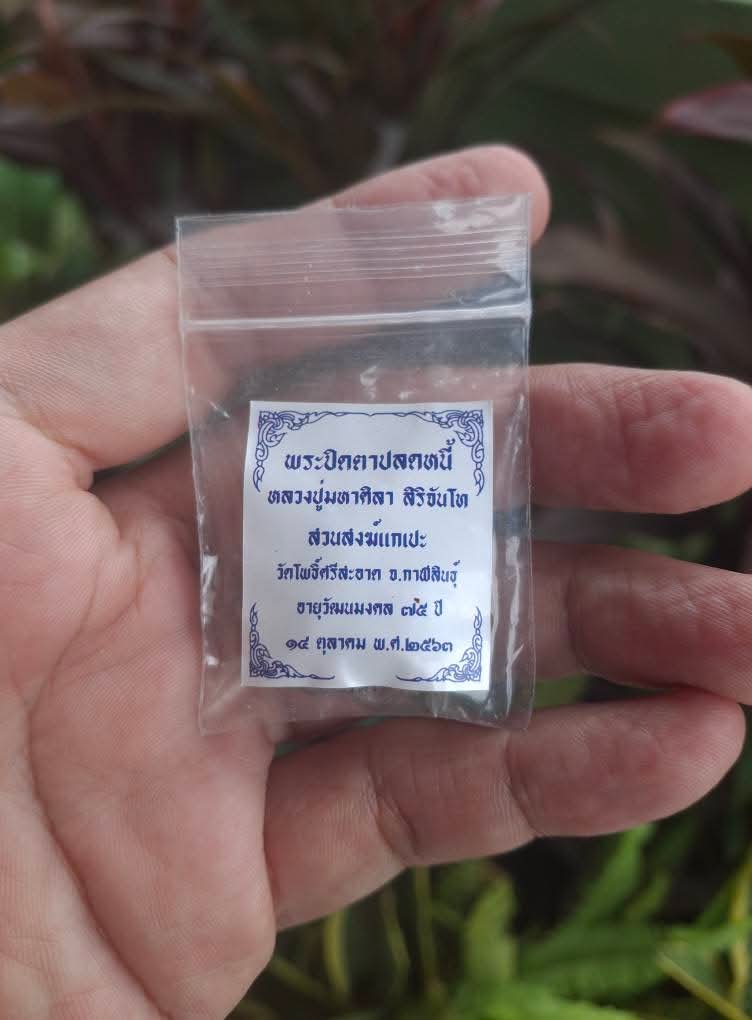 พระปิดตาปลดหนี้
หลวงปู่มหาศิลา สิริจันโท
สวนสงฆ์แกเปะ
วัดโพธิ์ศรีสะอาด จ.กาฬสินธุ์
อายุวัฒนมงคล ๗๕ ปี
๑๔ ตุลาคม พ.ศ.๒๕๖๓